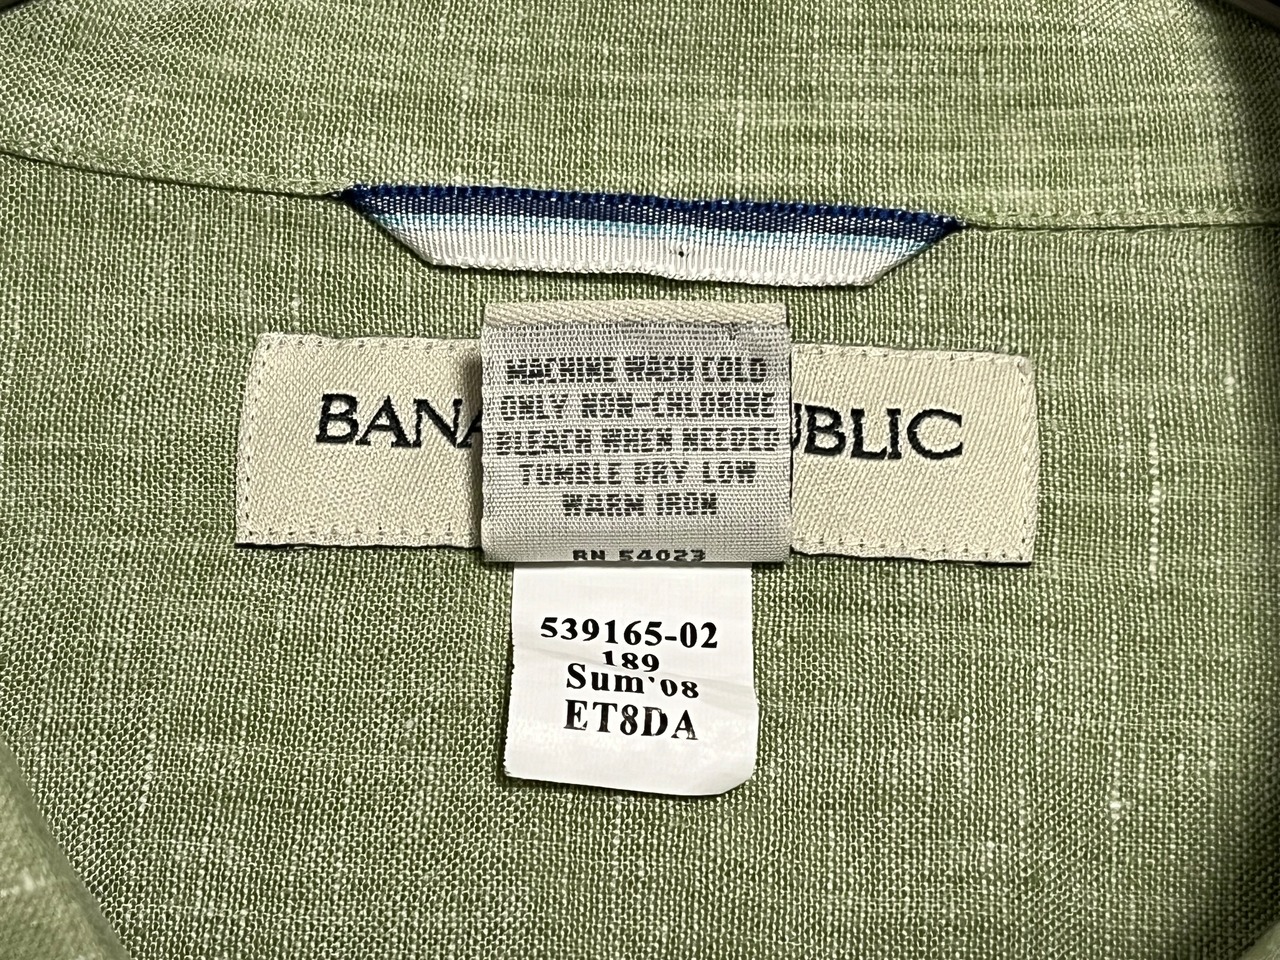 BANA UBLIC
MACHINE WASH COLD
ONLY NON-CHLORINE
BLEACH WHEN NEEDED
TUMBLE DRY LOW
WARM IRON
RN 54023
539165-02
189
Sum'08
ET8DA